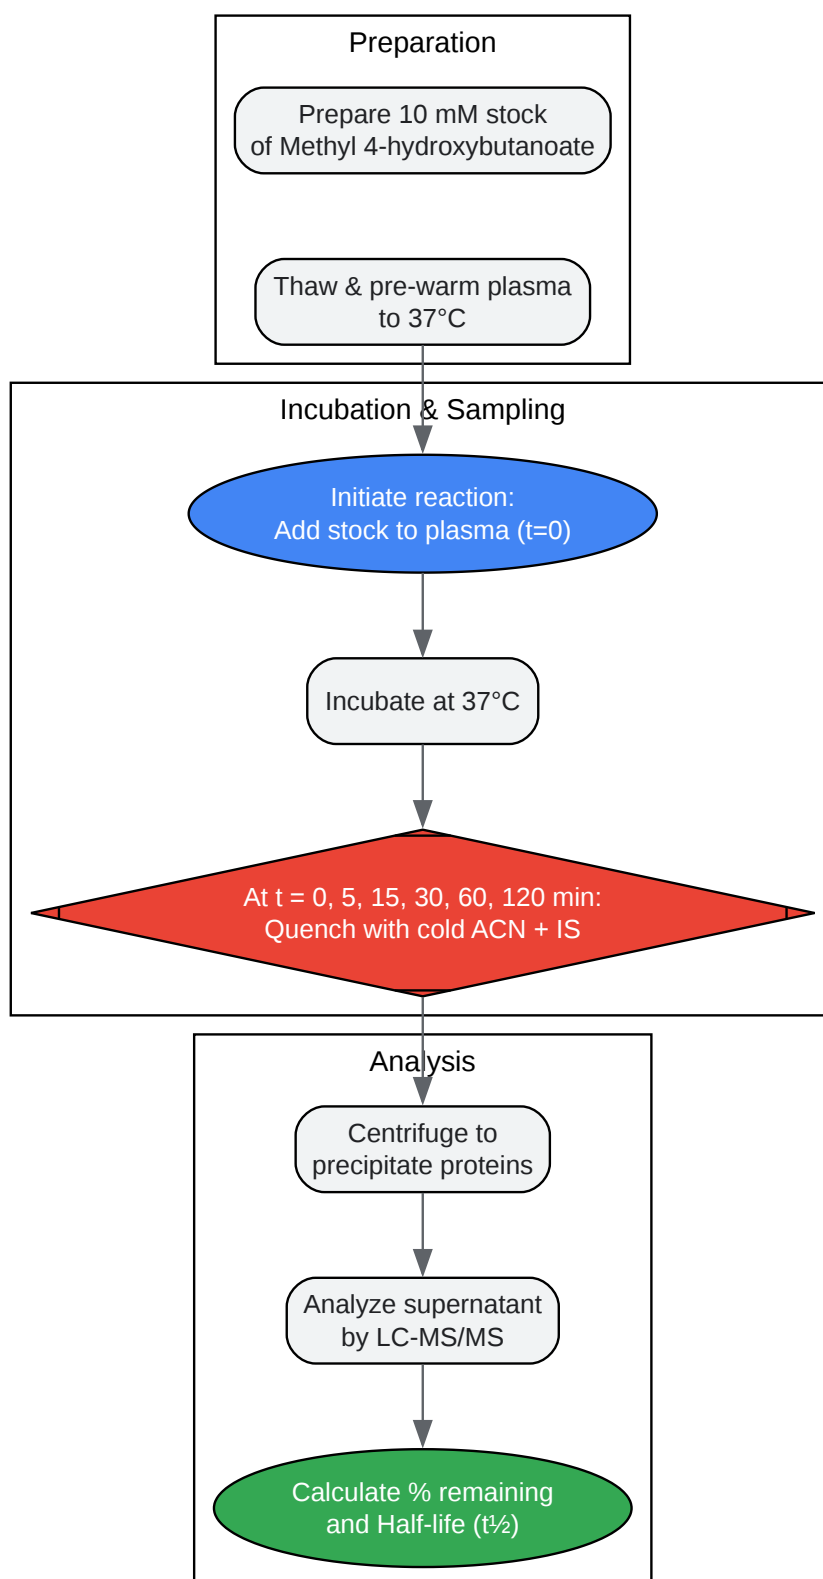 Preparation
Prepare 10 mM stock
of Methyl 4-hydroxybutanoate
Thaw & pre-warm plasma
to 37°C
Incubation & Sampling
Initiate reaction:
Add stock to plasma (t=0)
Incubate at 37°C
At t = 0, 5, 15, 30, 60, 120 min:
Quench with cold ACN + IS
Analysis
Centrifuge to
precipitate proteins
Analyze supernatant
by LC-MS/MS
Calculate % remaining
and Half-life (t½)